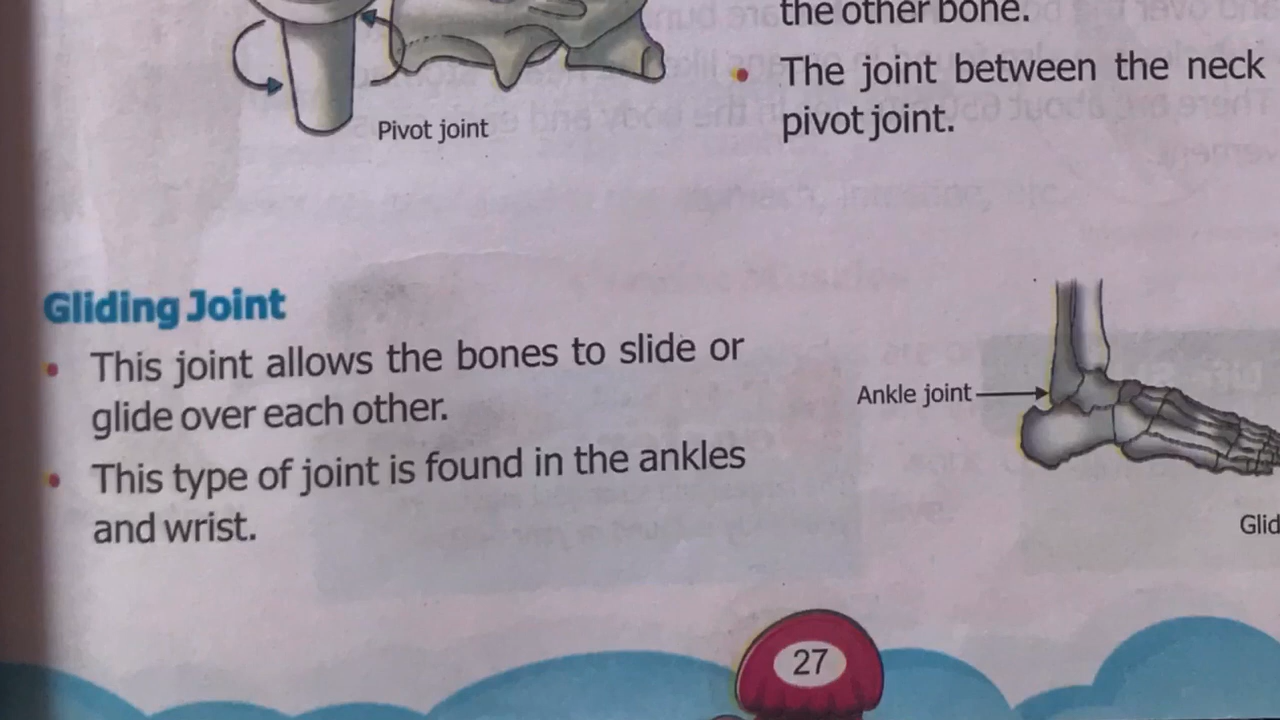 the other bone.
• The joint between the neck
pivot joint.
Pivot joint
Gliding Joint
• This joint allows the bones to slide or
glide over each other.
• This type of joint is found in the ankles
and wrist.
Ankle joint
Glid
27